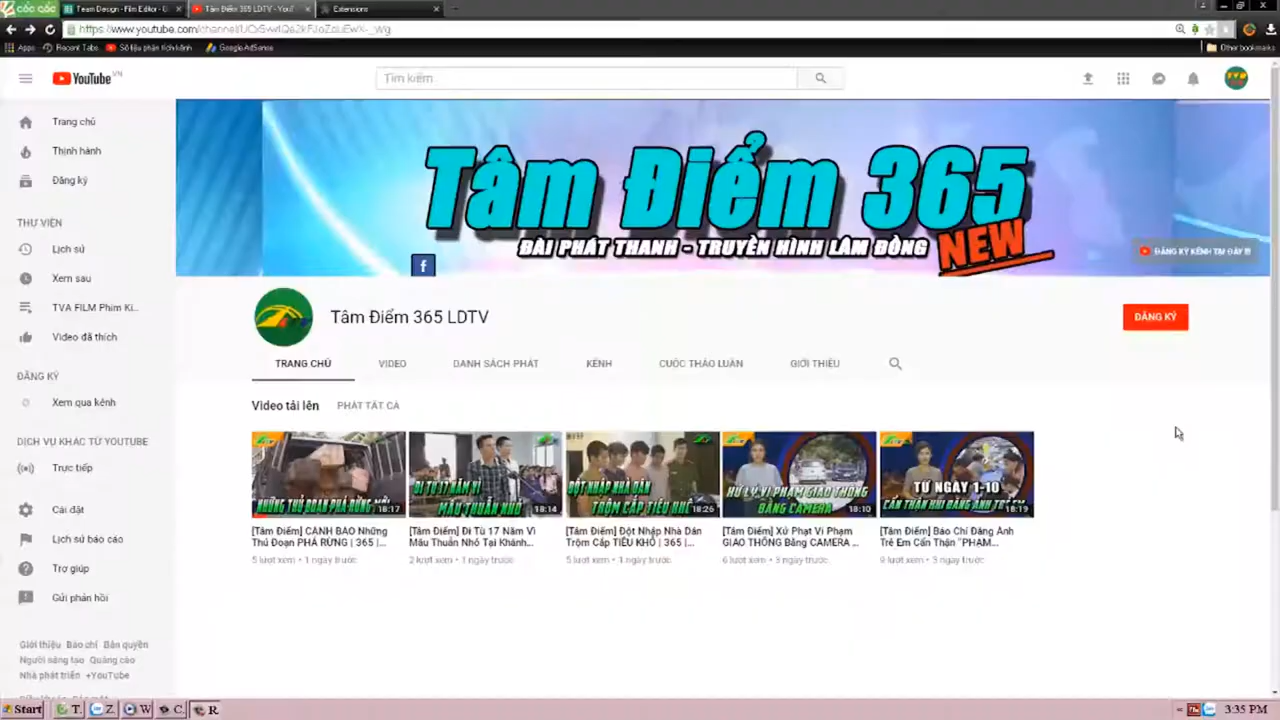 cốc cốc
Team Design - Film Editor - G
Tâm Điểm 365 LDTV - YouT
Extensions
Apps
Recent Tabs
Số liệu phân tích kênh
Google AdSense
Other bookmarks
YouTube VN
Tìm kiếm
Trang chủ
Thịnh hành
Đăng ký
THƯ VIỆN
Lịch sử
Xem sau
TVA FILM Phim Ki...
Video đã thích
ĐĂNG KÝ
Xem qua kênh
DỊCH VỤ KHÁC TỪ YOUTUBE
Trực tiếp
Cài đặt
Lịch sử báo cáo
Trợ giúp
Gửi phản hồi
Giới thiệu Báo chí Bản quyền
Người sáng tạo Quảng cáo
Nhà phát triển +YouTube
Tâm Điểm 365
ĐÀI PHÁT THANH - TRUYỀN HÌNH LÂM ĐỒNG
NEW
ĐĂNG KÝ KÊNH TẠI ĐÂY !!!
Tâm Điểm 365 LDTV
ĐĂNG KÝ
TRANG CHỦ
VIDEO
DANH SÁCH PHÁT
KÊNH
CUỘC THẢO LUẬN
GIỚI THIỆU
Video tải lên
PHÁT TẤT CẢ
NHỮNG THỦ ĐOẠN PHÁ RỪNG MỚI
18:17
[Tâm Điểm] CẢNH BÁO Những
Thủ Đoạn PHÁ RỪNG | 365 |...
5 lượt xem • 1 ngày trước
ĐI TÙ 17 NĂM VÌ
MÂU THUẪN NHỎ
18:14
[Tâm Điểm] Đi Tù 17 Năm Vì
Mâu Thuẫn Nhỏ Tại Khánh...
2 lượt xem • 1 ngày trước
ĐỘT NHẬP NHÀ DÂN
TRỘM CẮP TIÊU KHỔ
18:26
[Tâm Điểm] Đột Nhập Nhà Dân
Trộm Cắp TIÊU KHÔ | 365 |...
5 lượt xem • 1 ngày trước
XỬ LÝ VI PHẠM GIAO THÔNG
BẰNG CAMERA
18:10
[Tâm Điểm] Xử Phạt Vi Phạm
GIAO THÔNG Bằng CAMERA ...
6 lượt xem • 3 ngày trước
TỪ NGÀY 1-10
CẨN THẬN KHI ĐĂNG ẢNH TRẺ EM
18:19
[Tâm Điểm] Báo Chí Đăng Ảnh
Trẻ Em Cẩn Thận "PHẠM...
9 lượt xem • 3 ngày trước
Start
T.
Z.
W
C.
R
3:35 PM